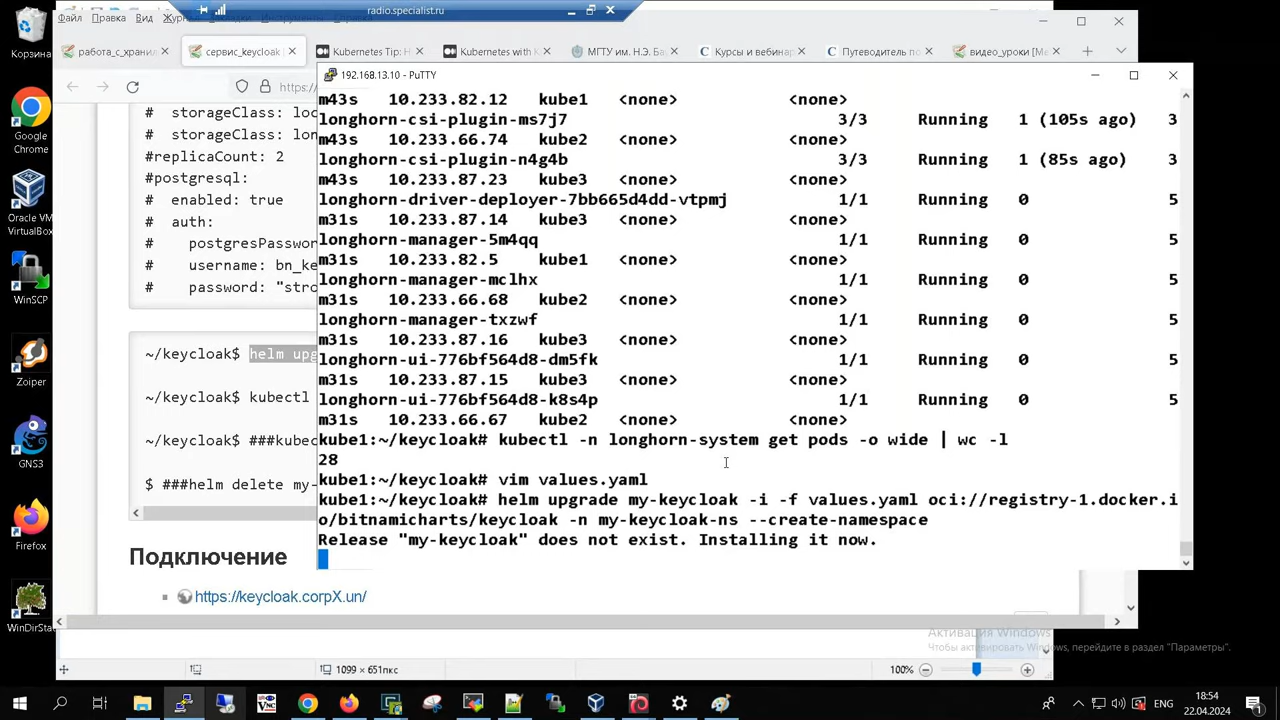 Корзина
Google
Chrome
Oracle VM
VirtualBox
WinSCP
Zoiper
GNS3
Firefox
WinDirStat
radio.specialist.ru
Файл Правка Вид
работа_с_хранил
сервис_keycloak [
Kubernetes Tip: H
Kubernetes with K
МГТУ им. Н.Э. Ба
Курсы и вебинар
Путеводитель по
видео_уроки [Me
https:/
# storageClass: loc
# storageClass: lon
#replicaCount: 2
#postgresql:
# enabled: true
# auth:
# postgresPassword
# username: bn_ke
# password: "stro
~/keycloak$ helm upg
~/keycloak$ kubectl
~/keycloak$ ###kubec
$ ###helm delete my-
Подключение
https://keycloak.corpX.un/
192.168.13.10 - PuTTY
m43s 10.233.82.12 kube1 <none> <none>
longhorn-csi-plugin-ms7j7 3/3 Running 1 (105s ago) 3
m43s 10.233.66.74 kube2 <none> <none>
longhorn-csi-plugin-n4g4b 3/3 Running 1 (85s ago) 3
m43s 10.233.87.23 kube3 <none> <none>
longhorn-driver-deployer-7bb665d4dd-vtpmj 1/1 Running 0 5
m31s 10.233.87.14 kube3 <none> <none>
longhorn-manager-5m4qq 1/1 Running 0 5
m31s 10.233.82.5 kube1 <none> <none>
longhorn-manager-mclhx 1/1 Running 0 5
m31s 10.233.66.68 kube2 <none> <none>
longhorn-manager-txzwf 1/1 Running 0 5
m31s 10.233.87.16 kube3 <none> <none>
longhorn-ui-776bf564d8-dm5fk 1/1 Running 0 5
m31s 10.233.87.15 kube3 <none> <none>
longhorn-ui-776bf564d8-k8s4p 1/1 Running 0 5
m31s 10.233.66.67 kube2 <none> <none>
kube1:~/keycloak# kubectl -n longhorn-system get pods -o wide | wc -l
28
kube1:~/keycloak# vim values.yaml
kube1:~/keycloak# helm upgrade my-keycloak -i -f values.yaml oci://registry-1.docker.i
o/bitnamicharts/keycloak -n my-keycloak-ns --create-namespace
Release "my-keycloak" does not exist. Installing it now.
Активация Windows
Чтобы активировать Windows, перейдите в раздел "Параметры".
1099 × 651пкс
100%
ENG
18:54
22.04.2024
1